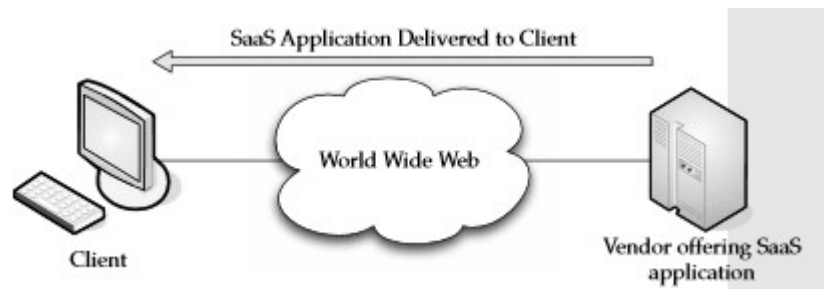 SaaS Application Delivered to Client
World Wide Web
Client
Vendor offering SaaS
application